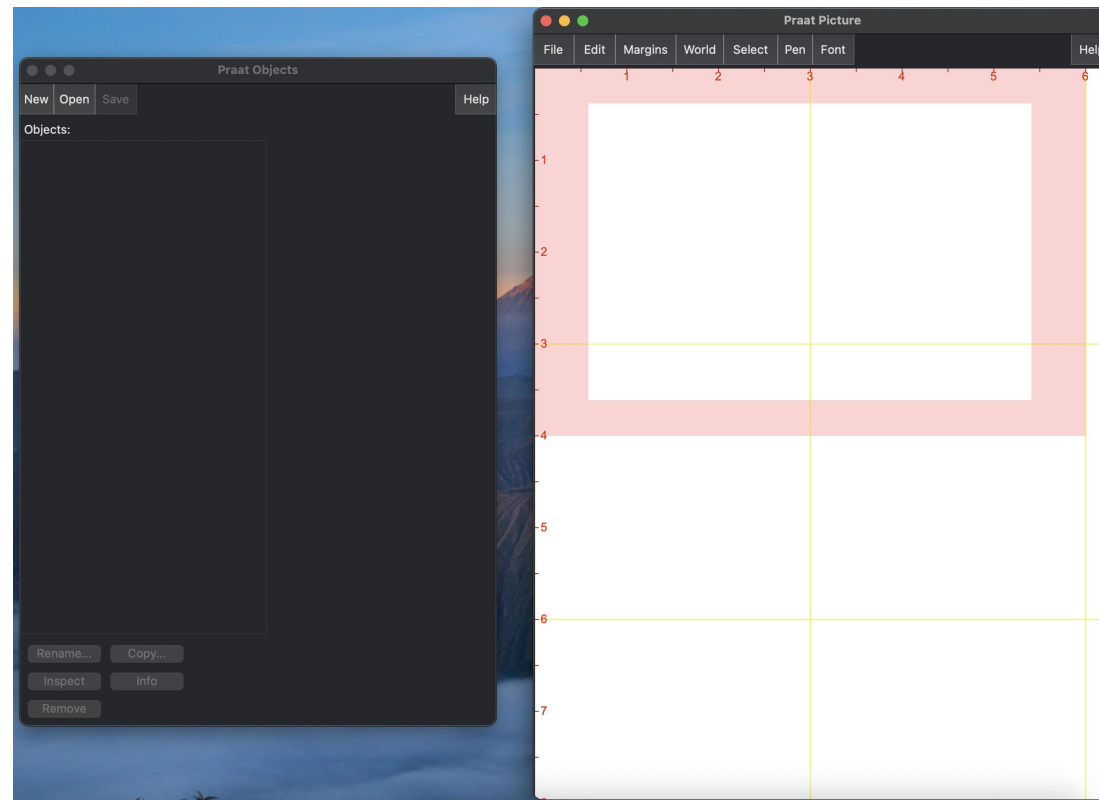 Praat Objects
New Open Save Help
Objects:
Rename... Copy...
Inspect Info
Remove
Praat Picture
File Edit Margins World Select Pen Font Help
1 2 3 4 5 6
1
2
3
4
5
6
7